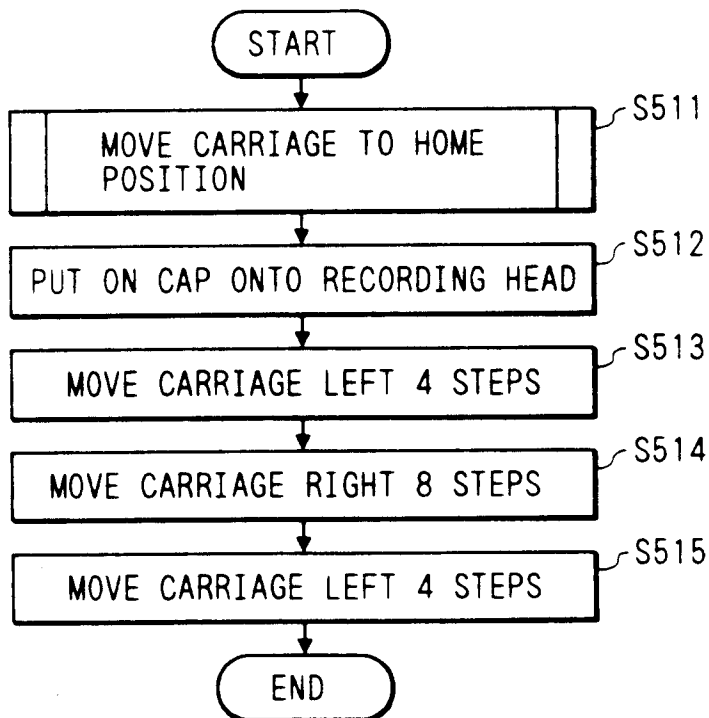 START
S511
MOVE CARRIAGE TO HOME
POSITION
S512
PUT ON CAP ONTO RECORDING HEAD
S513
MOVE CARRIAGE LEFT 4 STEPS
S514
MOVE CARRIAGE RIGHT 8 STEPS
S515
MOVE CARRIAGE LEFT 4 STEPS
END